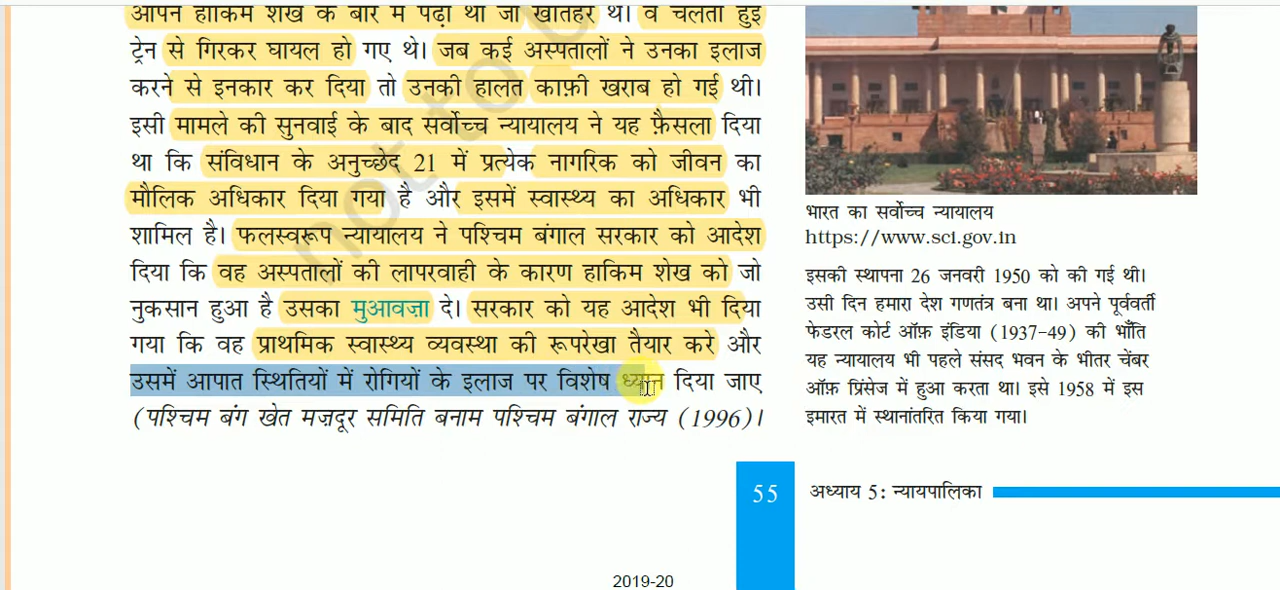 आपने हाकिम शेख के बारे में पढ़ा था जो खेतिहर थे। वे चलती हुई
ट्रेन से गिरकर घायल हो गए थे। जब कई अस्पतालों ने उनका इलाज
करने से इनकार कर दिया तो उनकी हालत काफ़ी खराब हो गई थी।
इसी मामले की सुनवाई के बाद सर्वोच्च न्यायालय ने यह फ़ैसला दिया
था कि संविधान के अनुच्छेद 21 में प्रत्येक नागरिक को जीवन का
मौलिक अधिकार दिया गया है और इसमें स्वास्थ्य का अधिकार भी
शामिल है। फलस्वरूप न्यायालय ने पश्चिम बंगाल सरकार को आदेश
दिया कि वह अस्पतालों की लापरवाही के कारण हाकिम शेख को जो
नुकसान हुआ है उसका मुआवज़ा दे। सरकार को यह आदेश भी दिया
गया कि वह प्राथमिक स्वास्थ्य व्यवस्था की रूपरेखा तैयार करे और
उसमें आपात स्थितियों में रोगियों के इलाज पर विशेष ध्यान दिया जाए
(पश्चिम बंग खेत मज़दूर समिति बनाम पश्चिम बंगाल राज्य (1996)।
भारत का सर्वोच्च न्यायालय
https://www.sci.gov.in
इसकी स्थापना 26 जनवरी 1950 को की गई थी।
उसी दिन हमारा देश गणतंत्र बना था। अपने पूर्ववर्ती
फेडरल कोर्ट ऑफ़ इंडिया (1937-49) की भाँति
यह न्यायालय भी पहले संसद भवन के भीतर चेंबर
ऑफ़ प्रिंसेज में हुआ करता था। इसे 1958 में इस
इमारत में स्थानांतरित किया गया।
55 अध्याय 5: न्यायपालिका
2019-20
not to